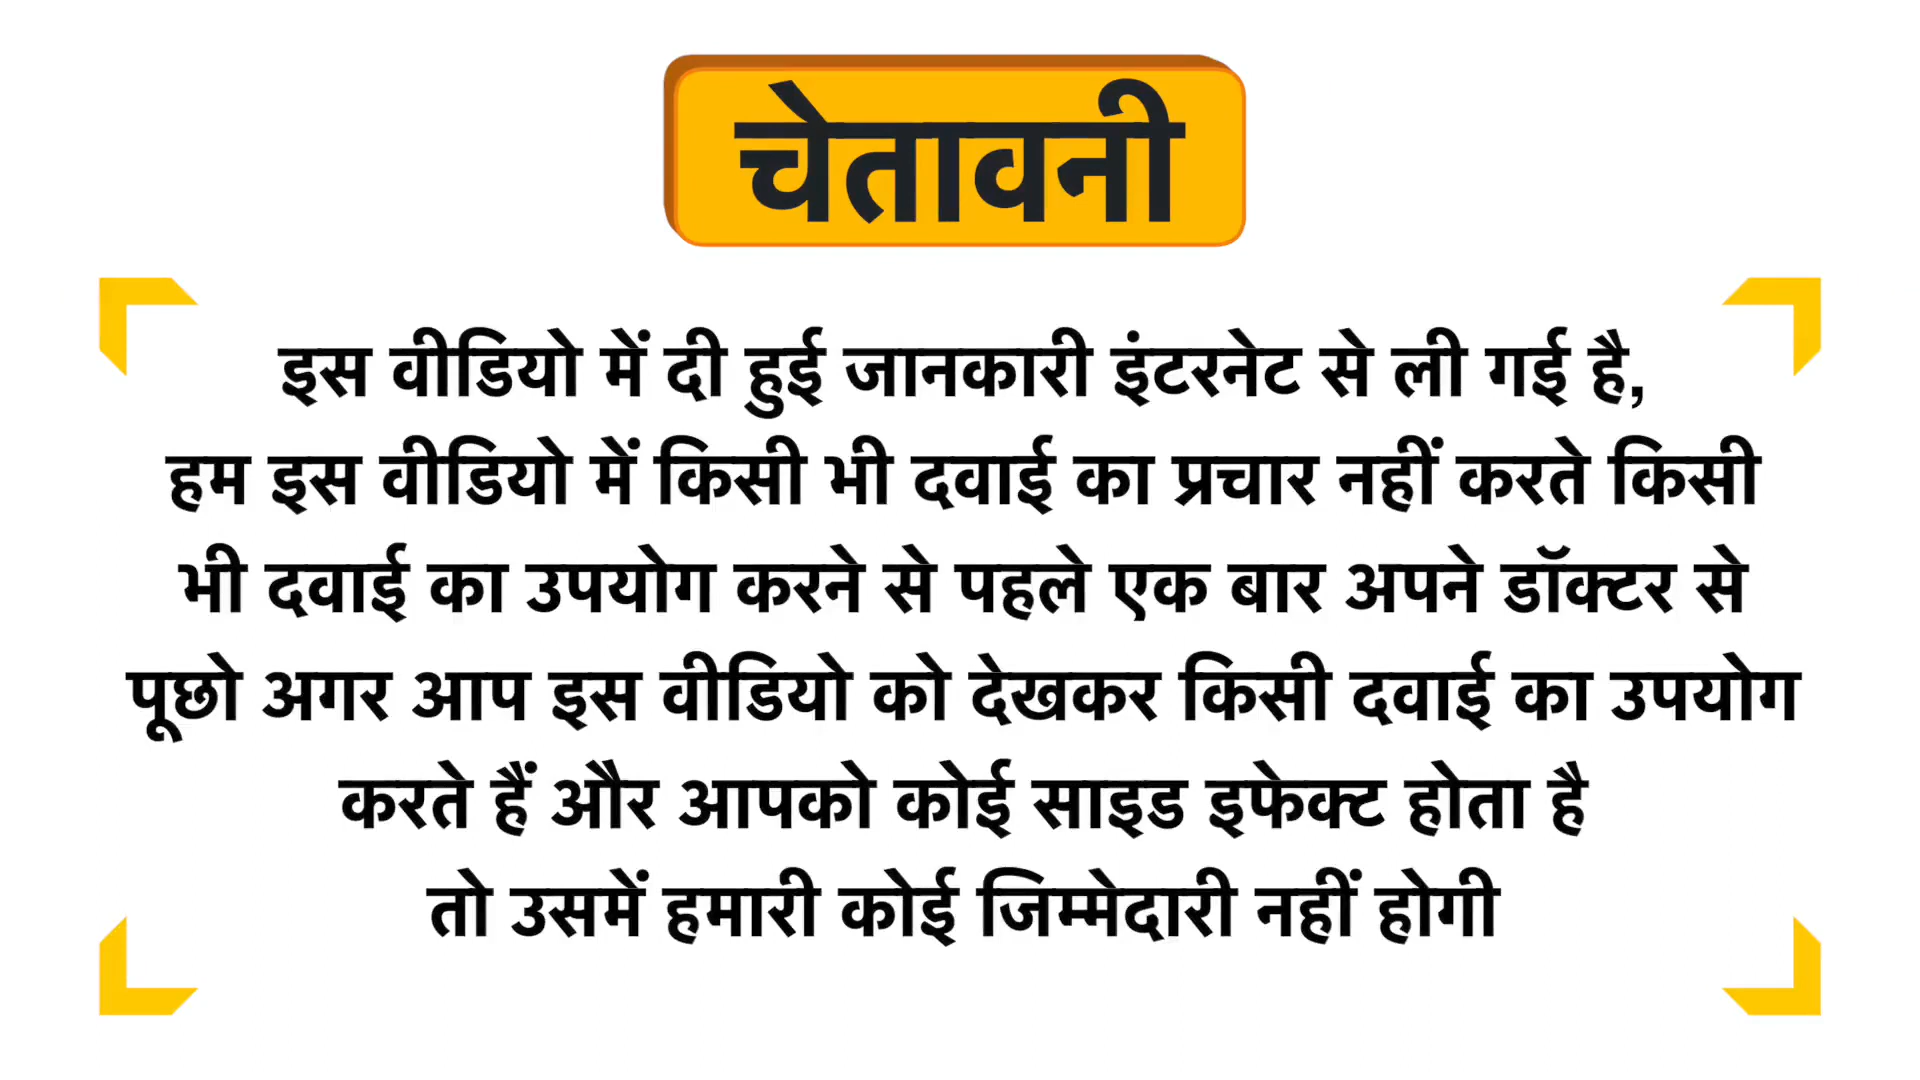 चेतावनी
इस वीडियो में दी हुई जानकारी इंटरनेट से ली गई है,
हम इस वीडियो में किसी भी दवाई का प्रचार नहीं करते किसी
भी दवाई का उपयोग करने से पहले एक बार अपने डॉक्टर से
पूछो अगर आप इस वीडियो को देखकर किसी दवाई का उपयोग
करते हैं और आपको कोई साइड इफेक्ट होता है
तो उसमें हमारी कोई जिम्मेदारी नहीं होगी